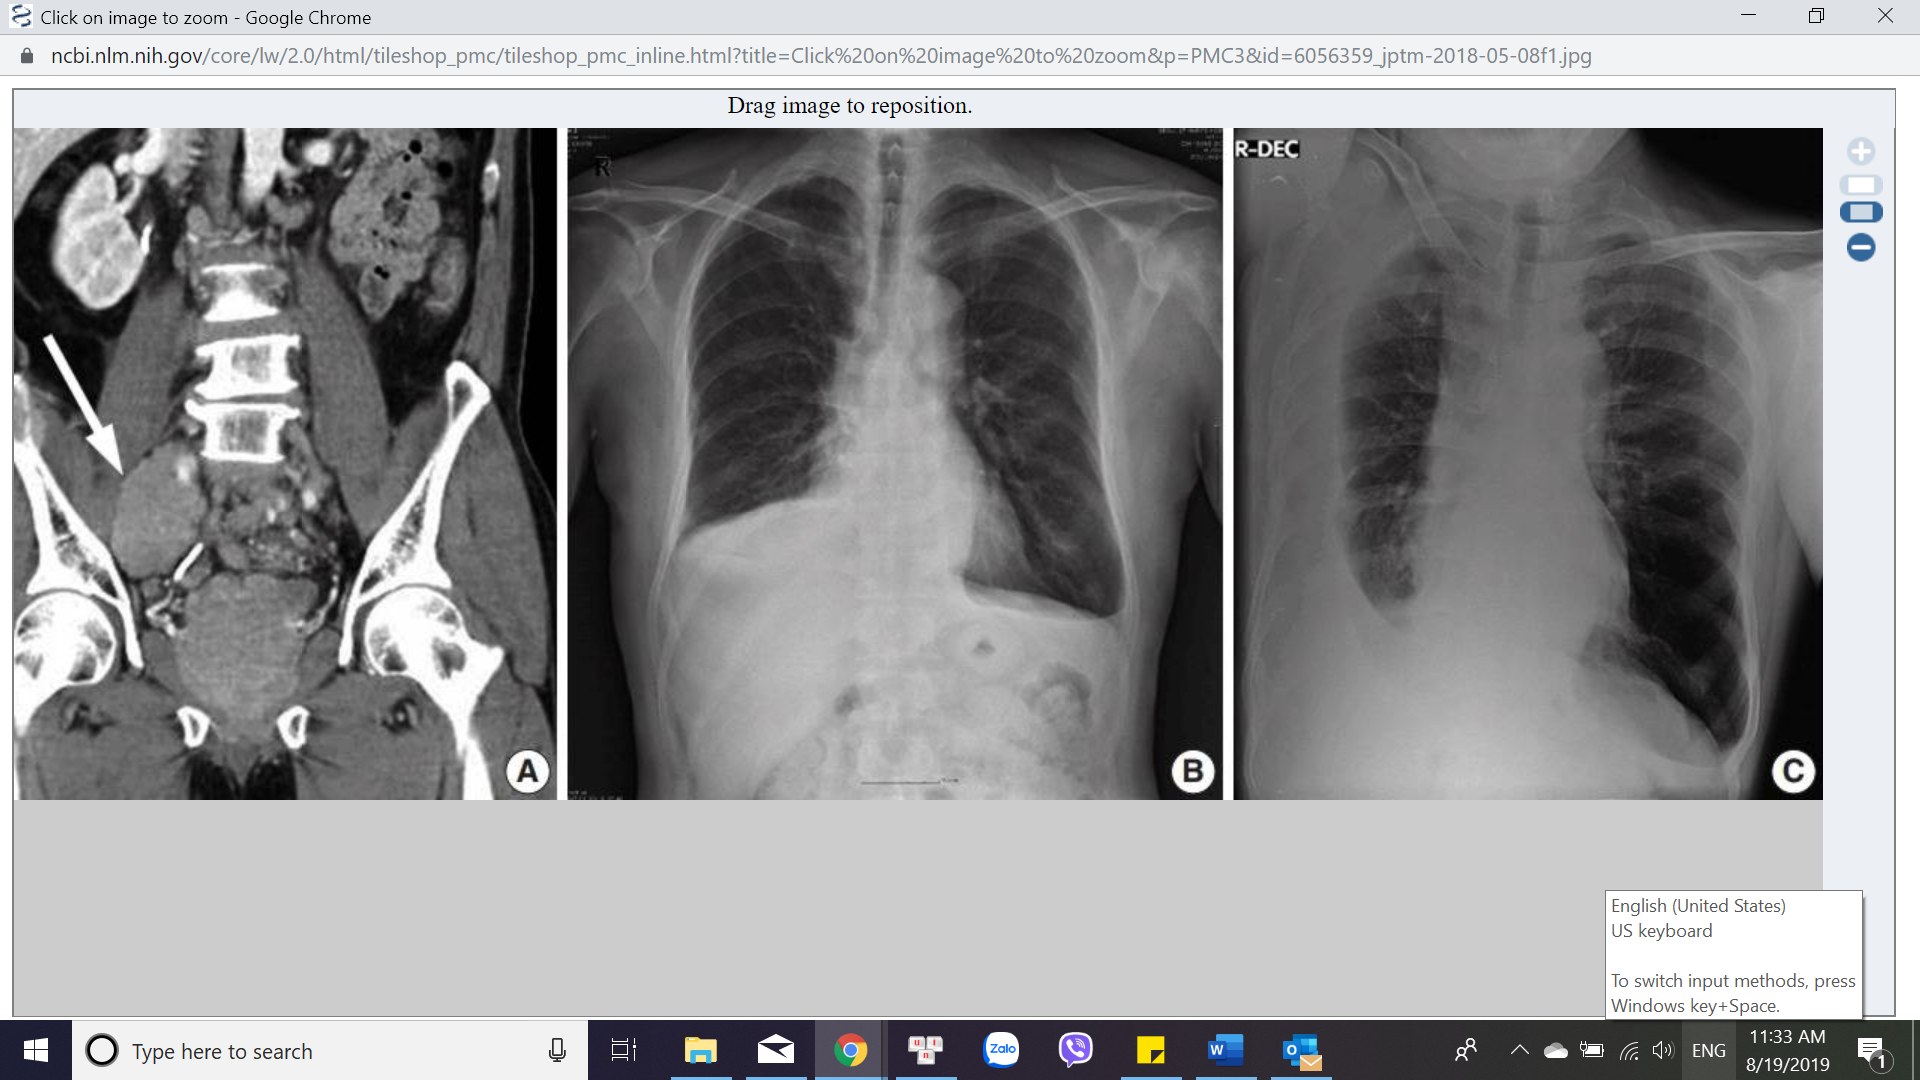 Click on image to zoom - Google Chrome
ncbi.nlm.nih.gov/core/lw/2.0/html/tileshop_pmc/tileshop_pmc_inline.html?title=Click%20on%20image%20to%20zoom&p=PMC3&id=6056359_jptm-2018-05-08f1.jpg
Drag image to reposition.
R
R-DEC
A
B
C
English (United States)
US keyboard
To switch input methods, press
Windows key+Space.
Type here to search
u i n
Zalo
W
O
ENG
11:33 AM
8/19/2019
1